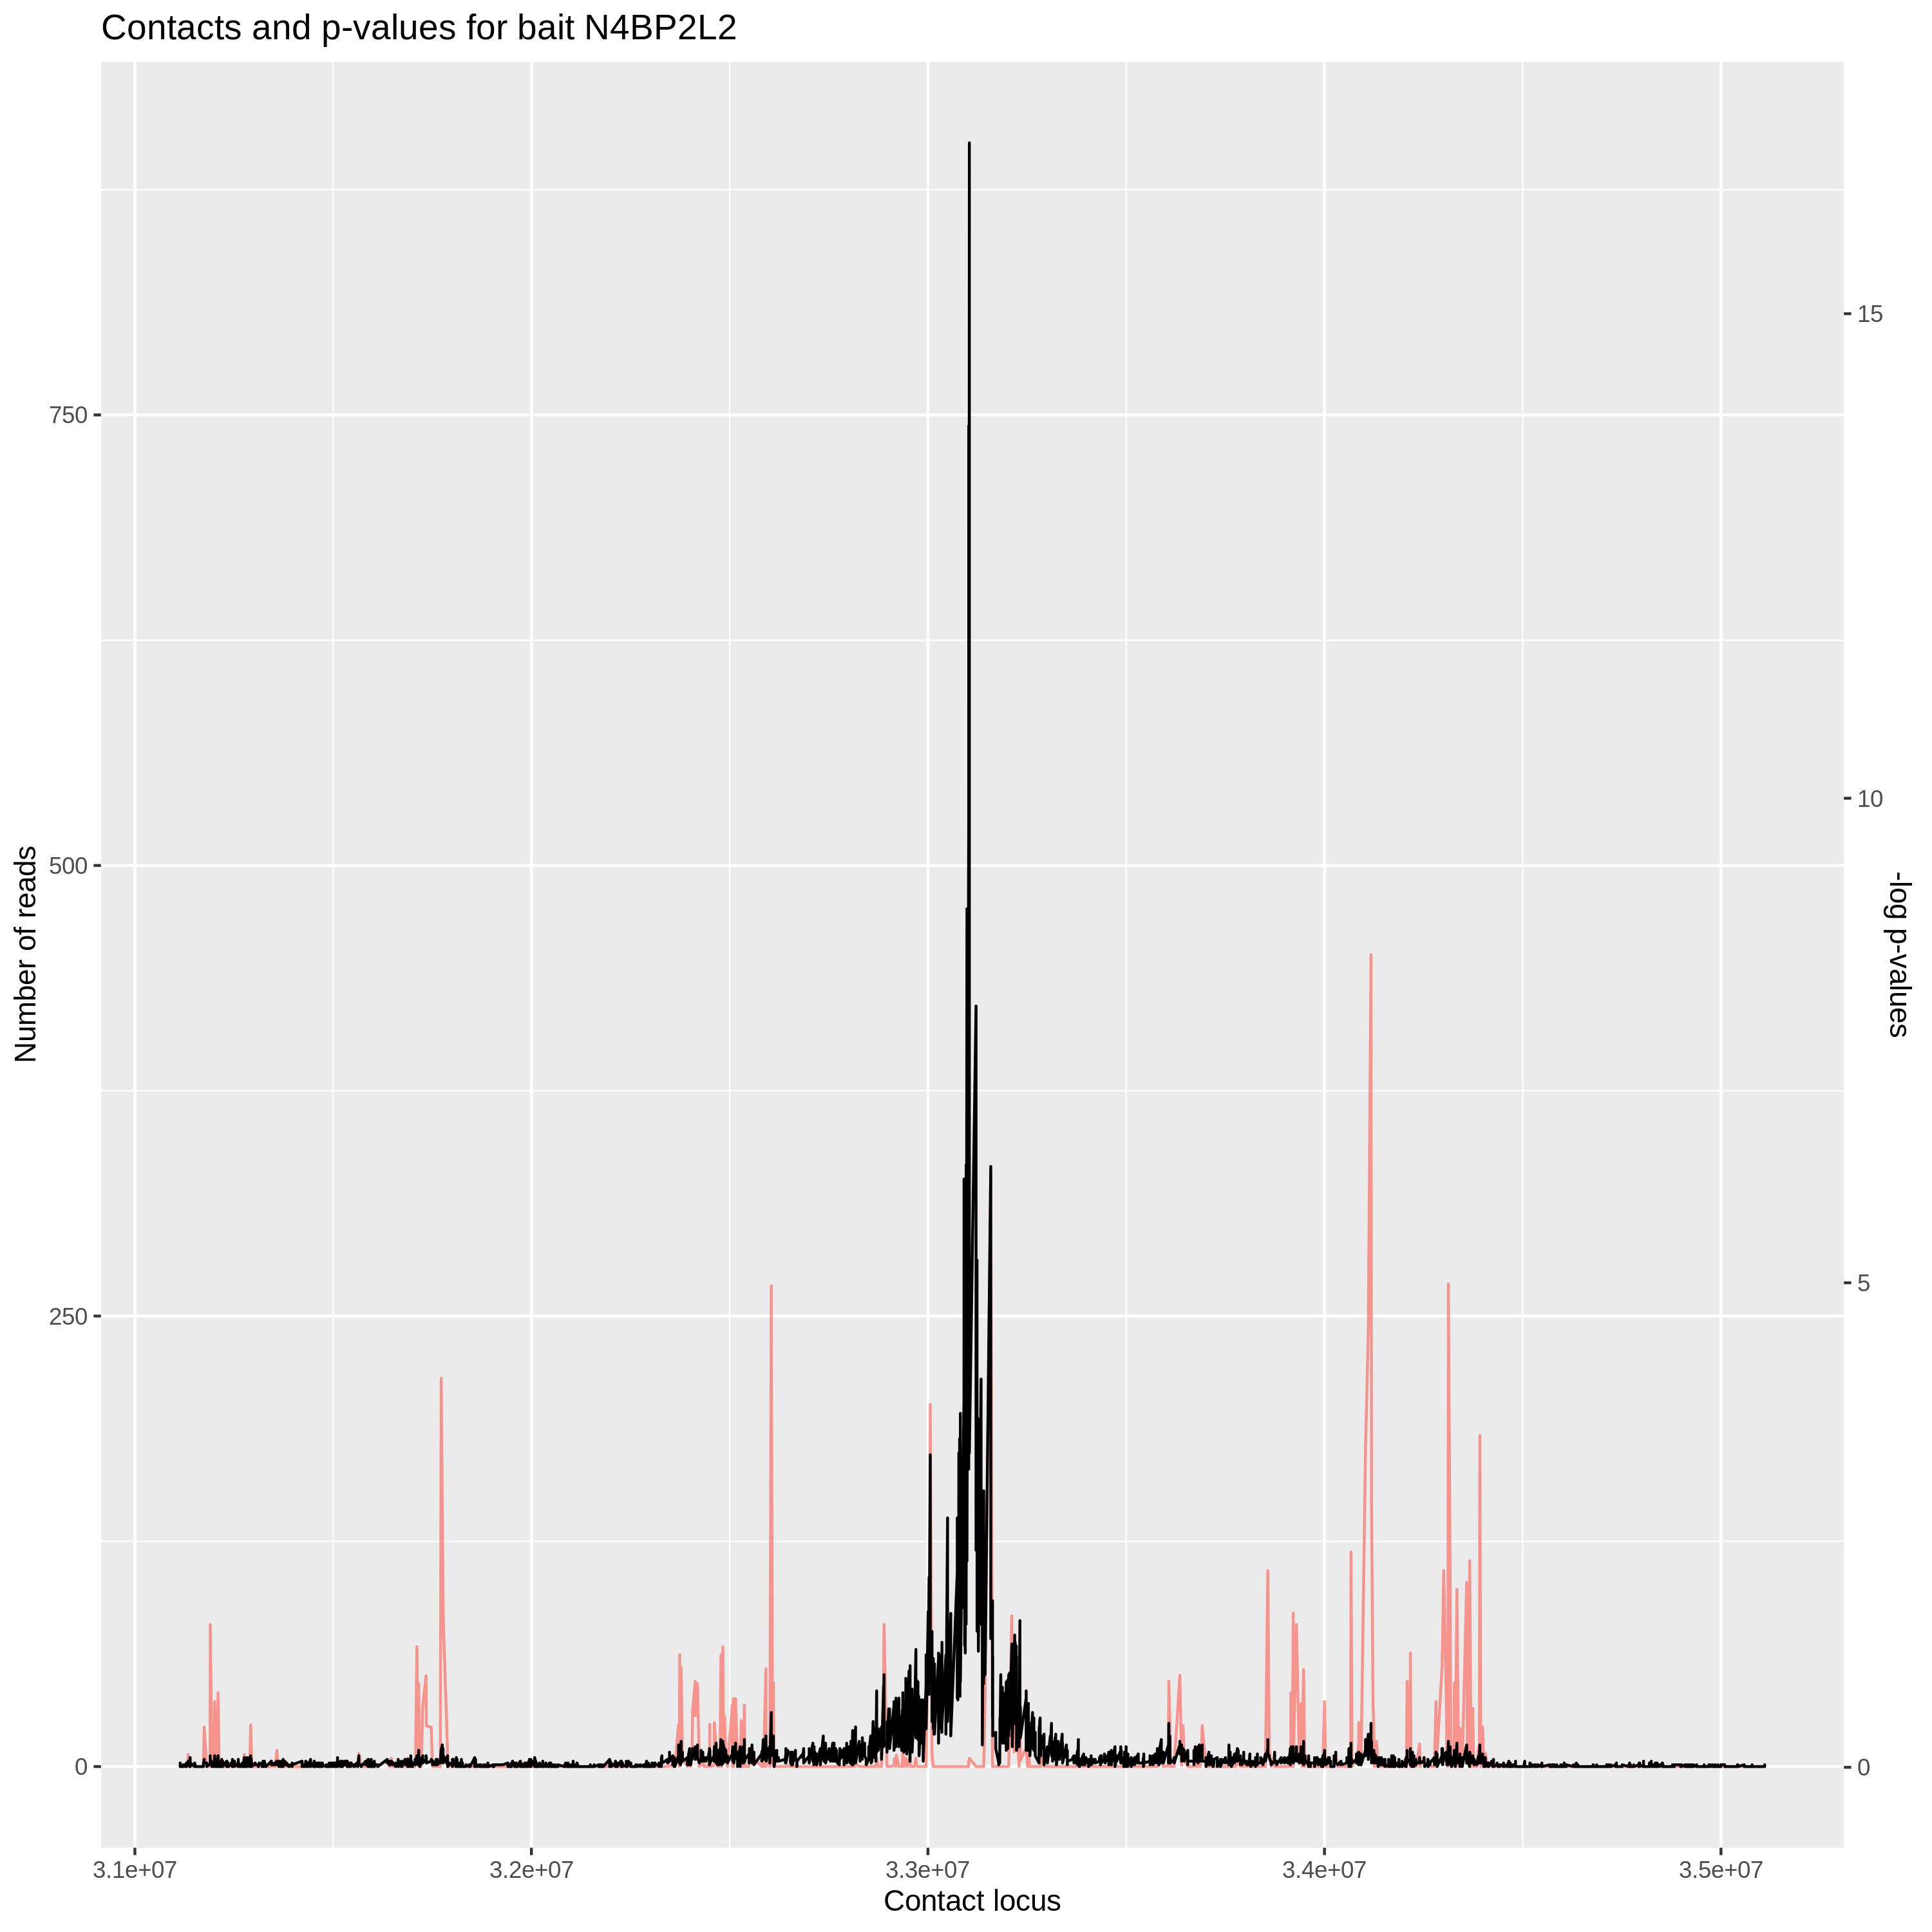 Contacts and p-values for bait N4BP2L2
Number of reads
750
500
250
0
15
10
5
0
-log p-values
3.1e+07 3.2e+07 3.3e+07 3.4e+07 3.5e+07
Contact locus